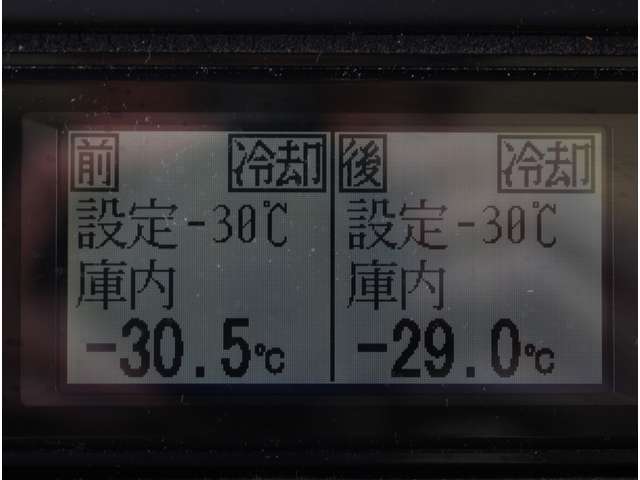 前 冷却
設定-30℃
庫内
-30.5℃
後 冷却
設定-30℃
庫内
-29.0℃